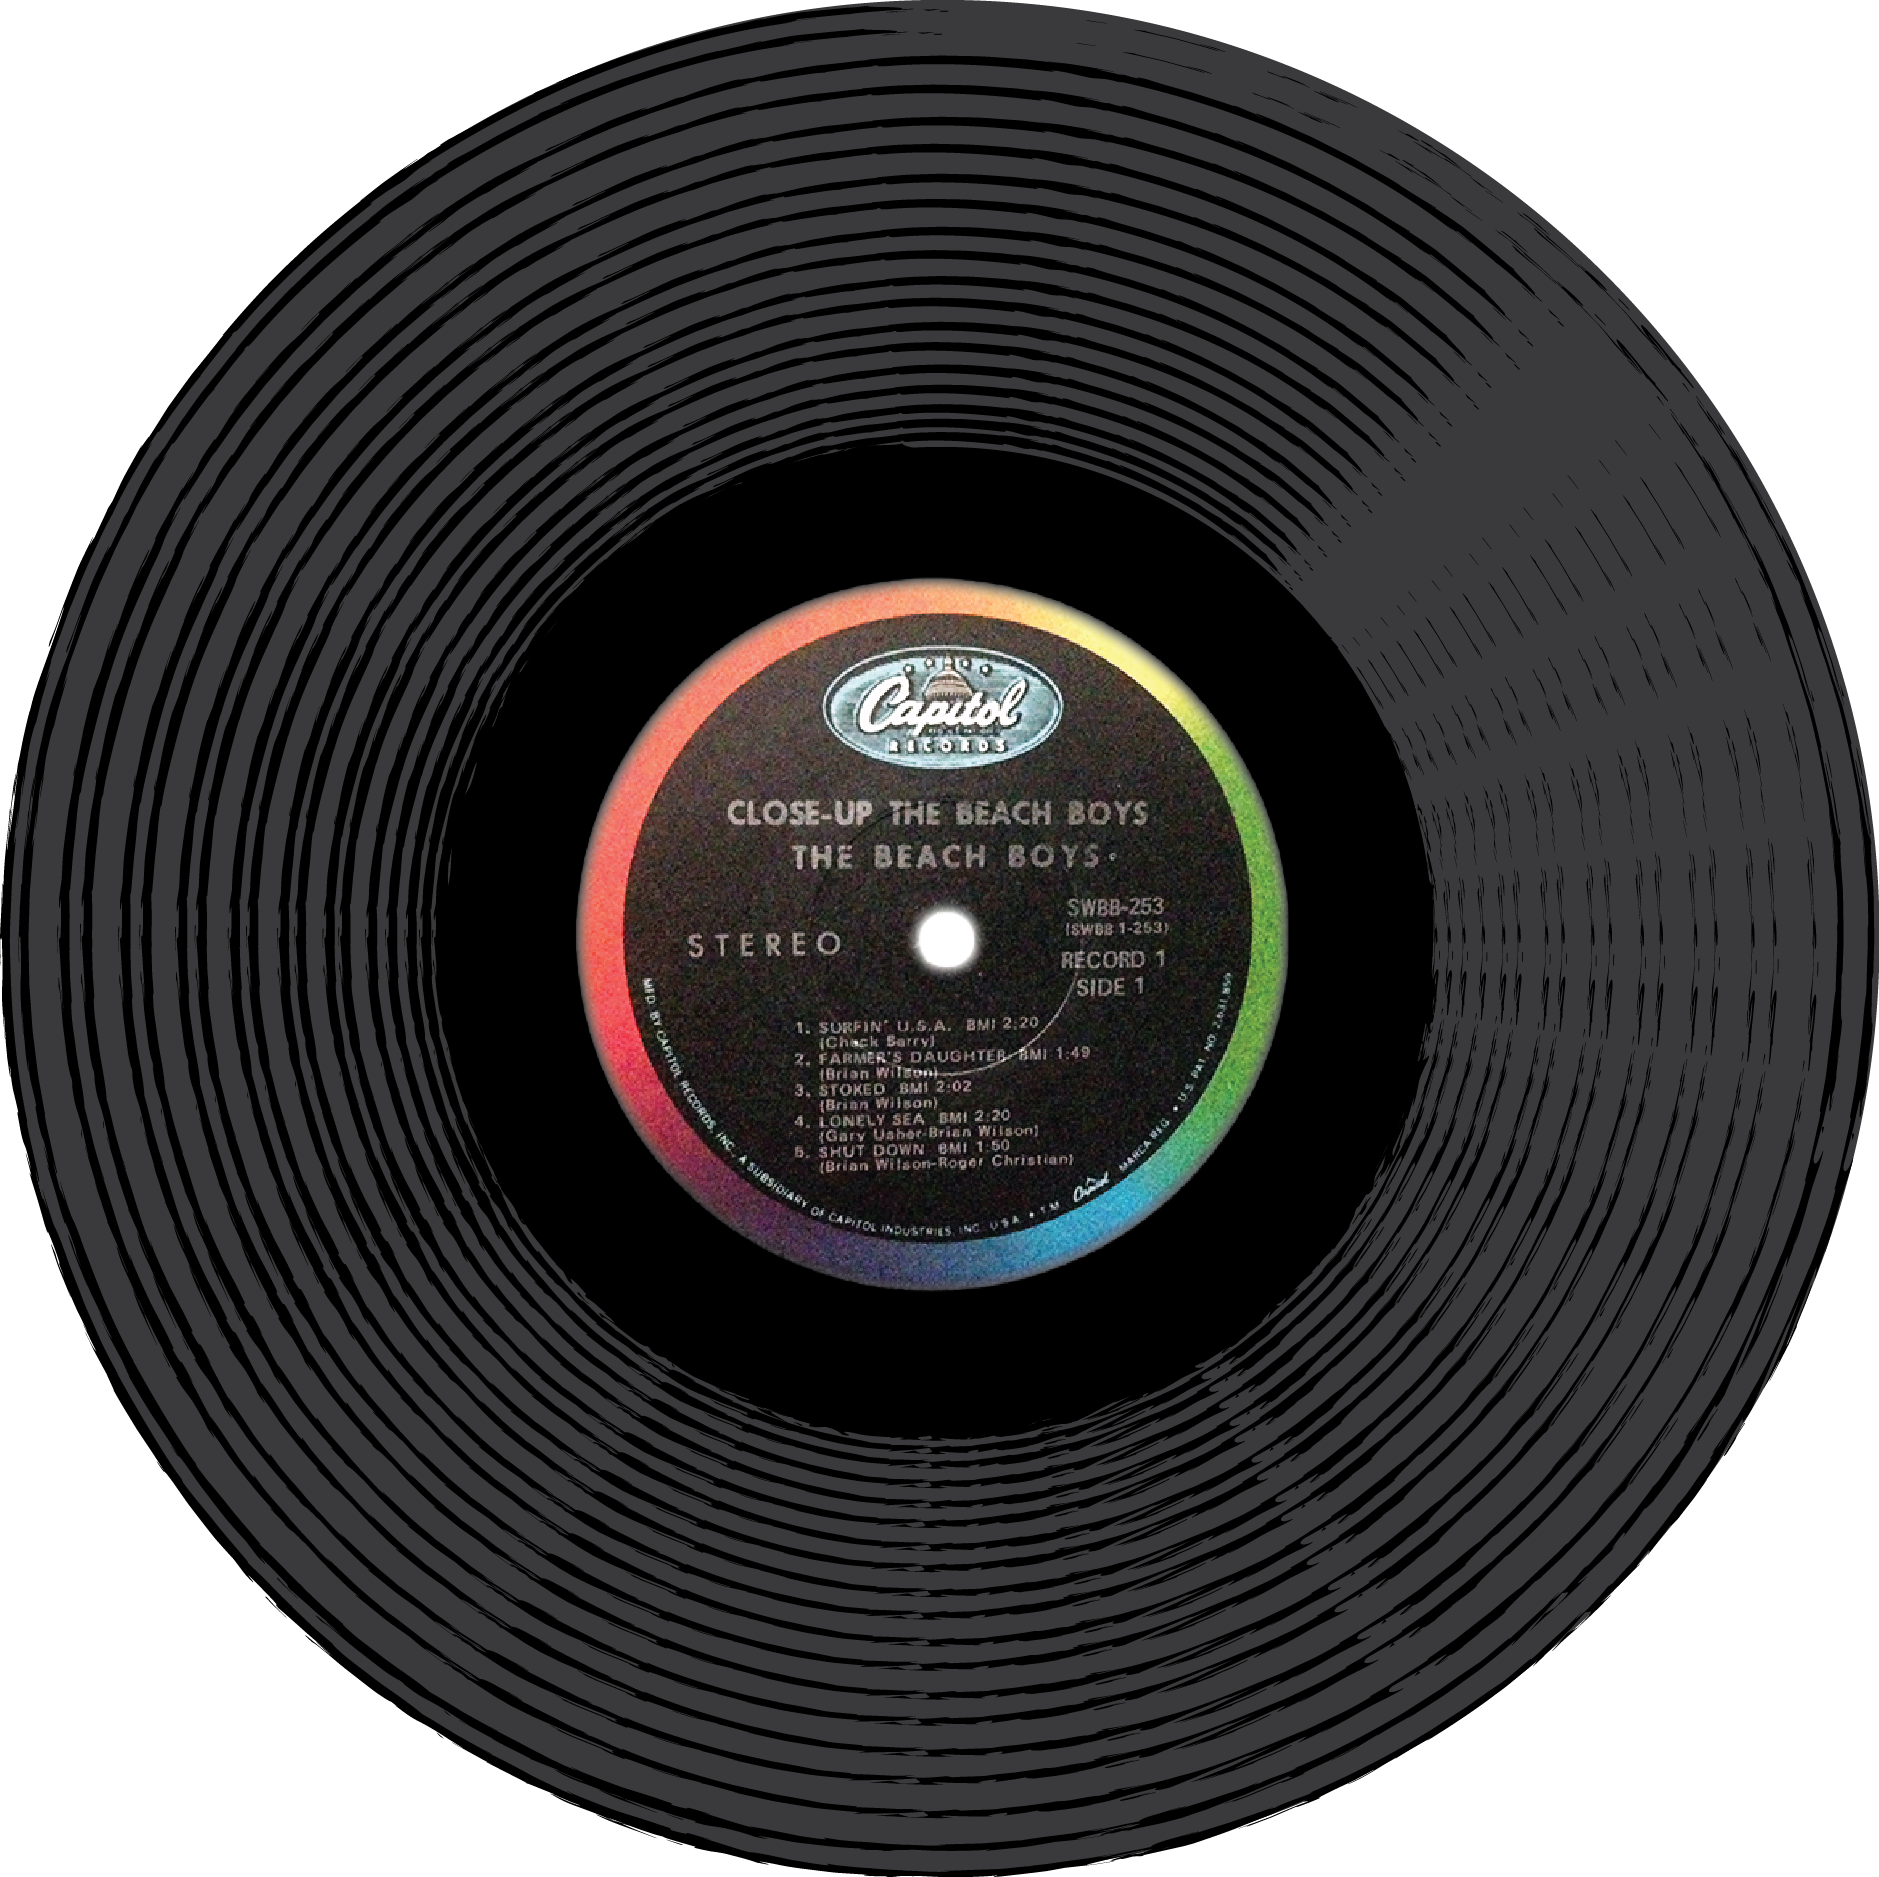 Capitol
RECORDS
CLOSE-UP THE BEACH BOYS
THE BEACH BOYS
STEREO
SWBB-253
(SWBB 1-253)
RECORD 1
SIDE 1
1. SURFIN' U.S.A. BMI 2:20
(Chuck Berry)
2. FARMER'S DAUGHTER BMI 1:49
(Brian Wilson)
3. STOKED BMI 2:02
(Brian Wilson)
4. LONELY SEA BMI 2:20
(Gary Usher-Brian Wilson)
5. SHUT DOWN BMI 1:50
(Brian Wilson-Roger Christian)
MFD. BY CAPITOL RECORDS, INC., A SUBSIDIARY OF CAPITOL INDUSTRIES, INC. U.S.A. • T.M. Capitol MARCA REG. • U.S. PAT. NO. 2,631,859